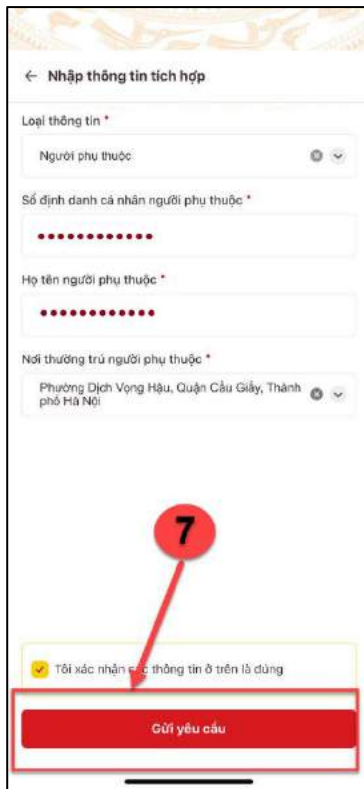 ← Nhập thông tin tích hợp
Loại thông tin *
Người phụ thuộc
Số định danh cá nhân người phụ thuộc *
••••••••••••
Họ tên người phụ thuộc *
••••••••••••
Nơi thường trú người phụ thuộc *
Phường Dịch Vọng Hậu, Quận Cầu Giấy, Thành
phố Hà Nội
7
Tôi xác nhận các thông tin ở trên là đúng
Gửi yêu cầu